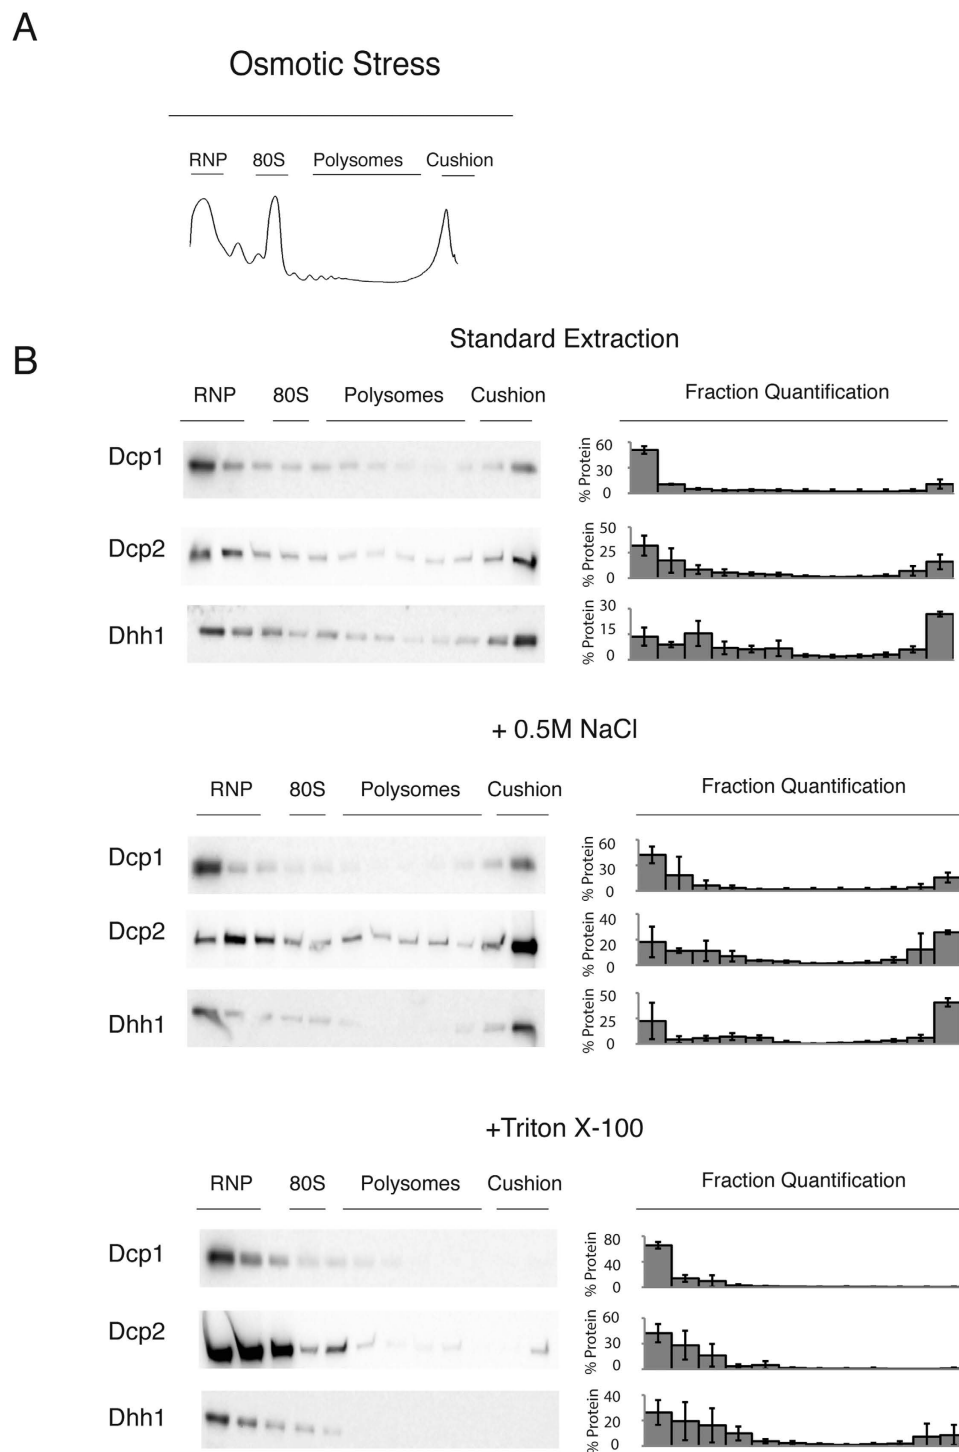 A
Osmotic Stress
RNP 80S Polysomes Cushion
B
Standard Extraction
RNP 80S Polysomes Cushion Fraction Quantification
Dcp1 % Protein 60 30 0
Dcp2 % Protein 50 25 0
Dhh1 % Protein 30 15 0
+ 0.5M NaCl
RNP 80S Polysomes Cushion Fraction Quantification
Dcp1 % Protein 60 30 0
Dcp2 % Protein 40 20 0
Dhh1 % Protein 50 25 0
+Triton X-100
RNP 80S Polysomes Cushion Fraction Quantification
Dcp1 % Protein 80 40 0
Dcp2 % Protein 60 30 0
Dhh1 % Protein 40 20 0